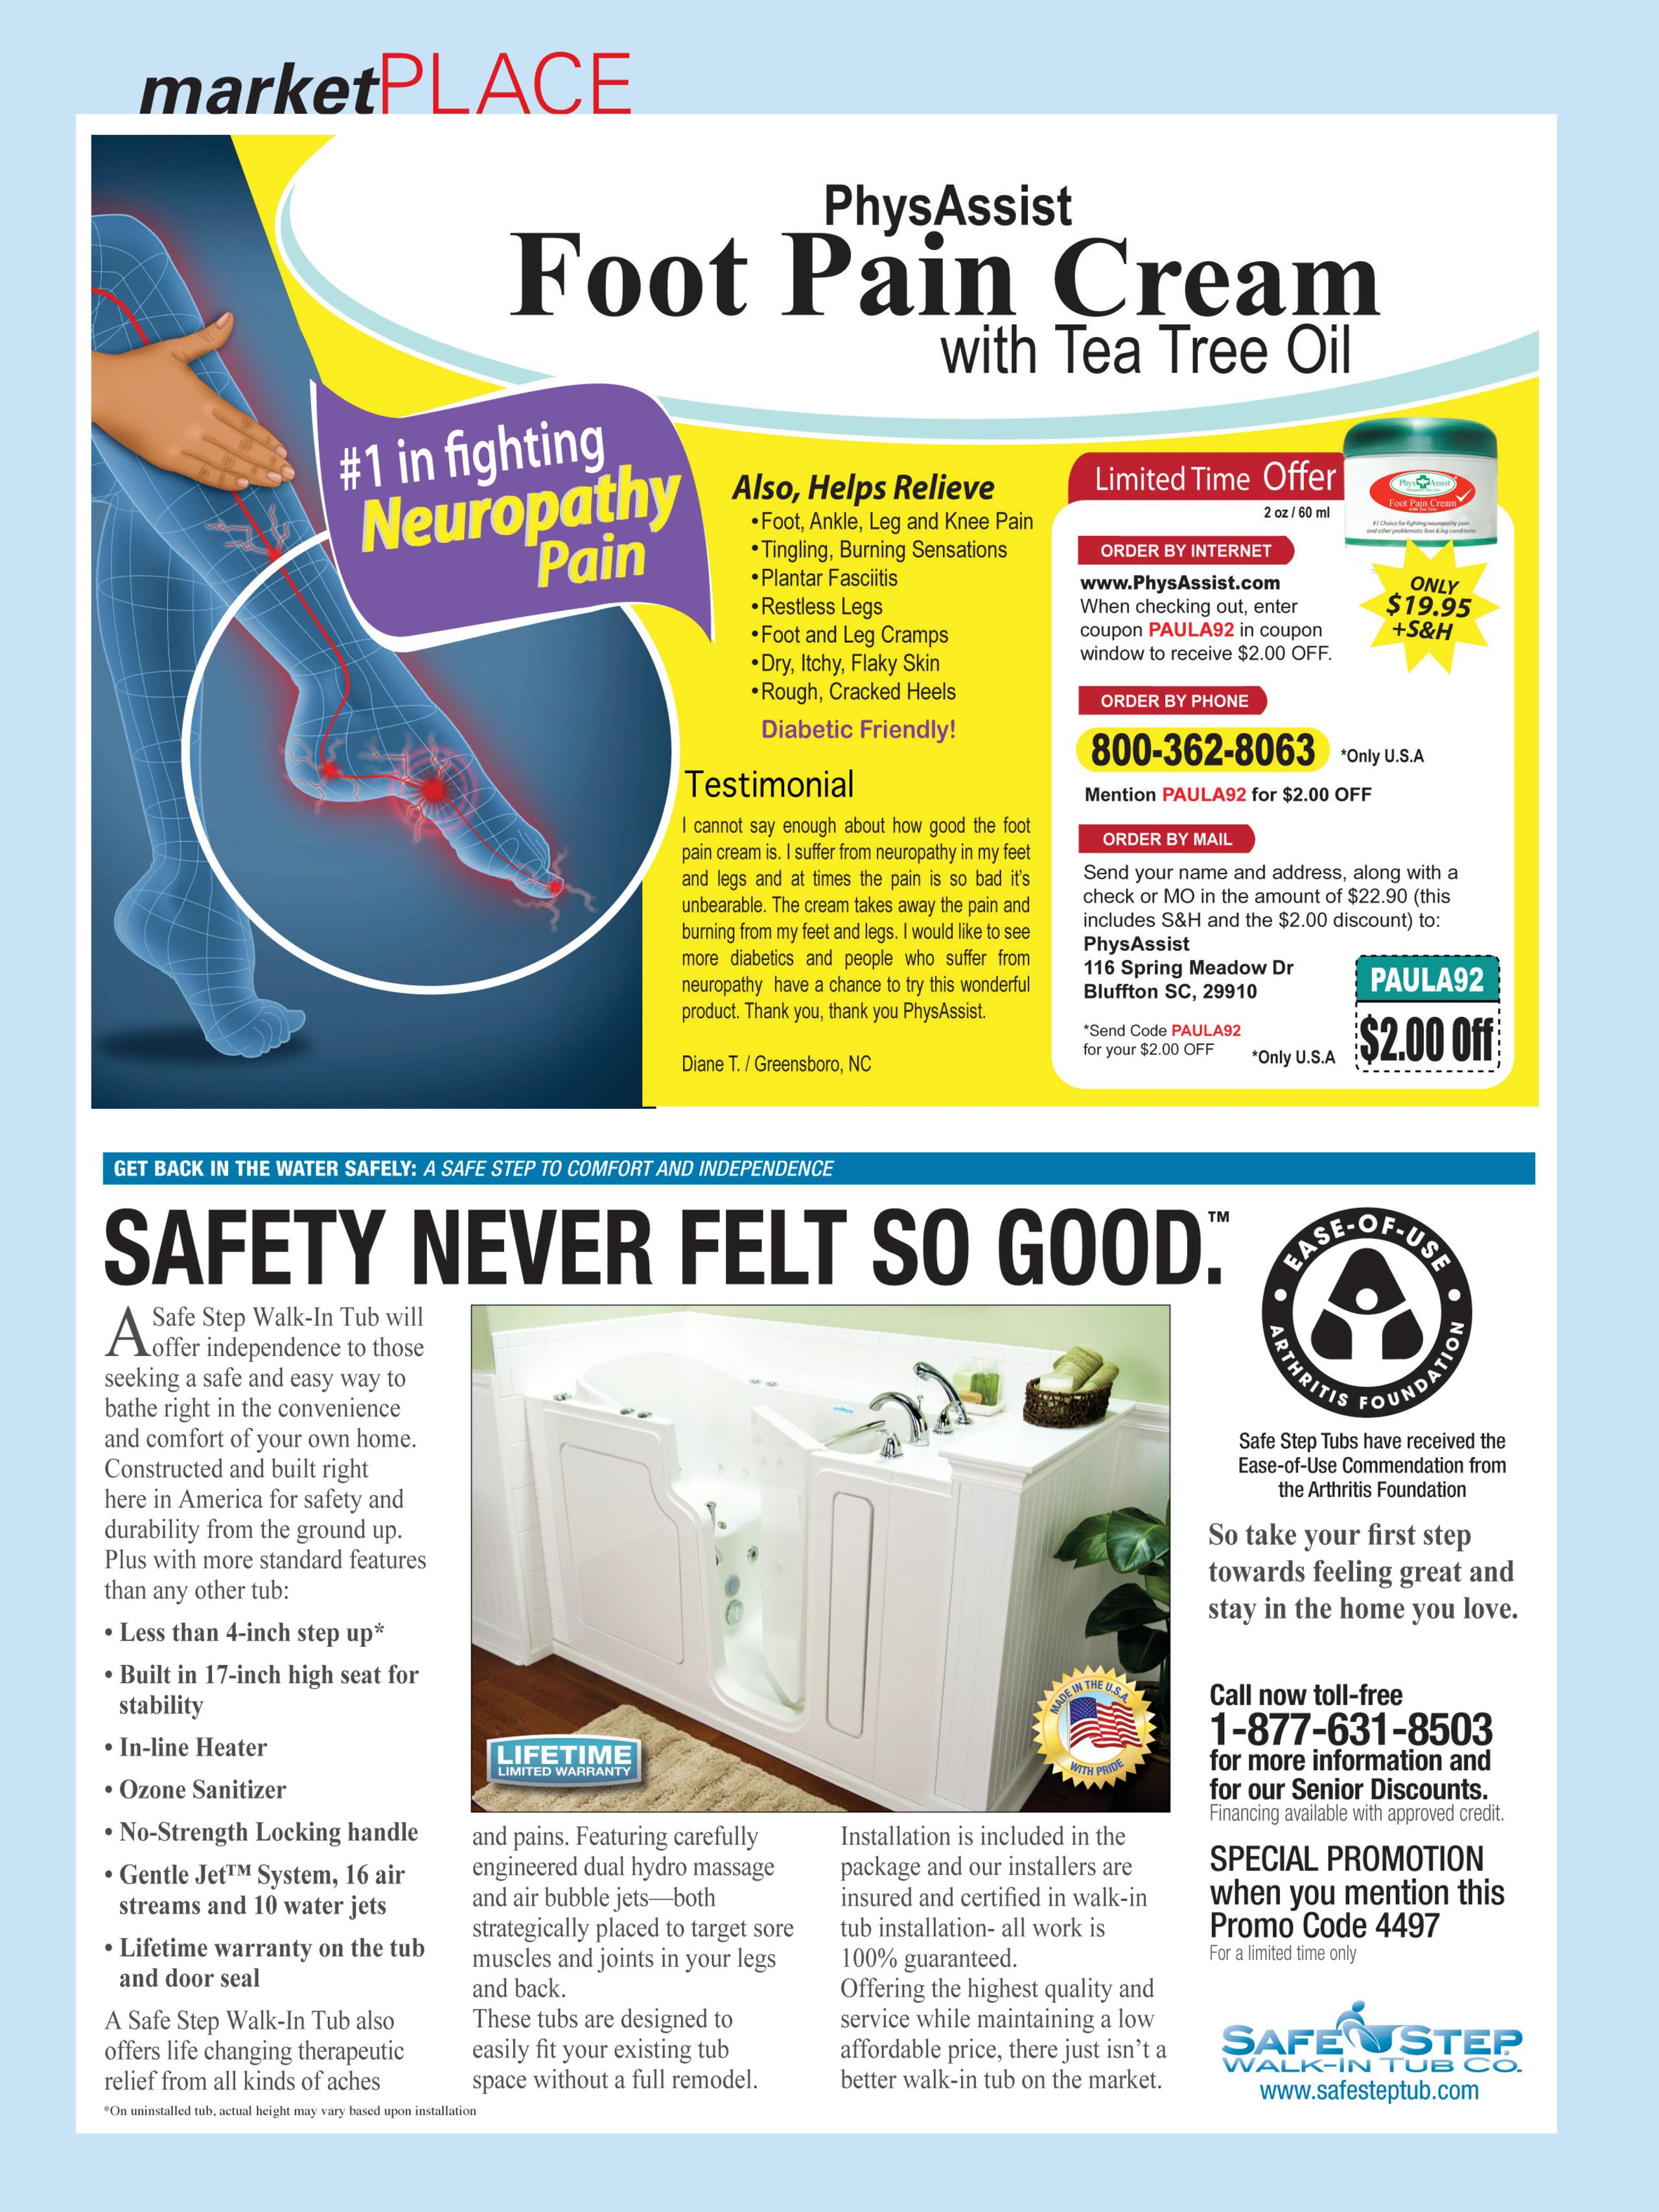 marketPLACE
PhysAssist
Foot Pain Cream
with Tea Tree Oil
#1 in fighting
Neuropathy
Pain
Also, Helps Relieve
• Foot, Ankle, Leg and Knee Pain
• Tingling, Burning Sensations
• Plantar Fasciitis
• Restless Legs
• Foot and Leg Cramps
• Dry, Itchy, Flaky Skin
• Rough, Cracked Heels
Diabetic Friendly!
Testimonial
I cannot say enough about how good the foot
pain cream is. I suffer from neuropathy in my feet
and legs and at times the pain is so bad it's
unbearable. The cream takes away the pain and
burning from my feet and legs. I would like to see
more diabetics and people who suffer from
neuropathy have a chance to try this wonderful
product. Thank you, thank you PhysAssist.
Diane T. / Greensboro, NC
Limited Time Offer
2 oz / 60 ml
Phys Assist
Foot Pain Cream
#1 Choice for fighting neuropathy pain
and other problematic foot & leg conditions
ONLY
$19.95
+S&H
ORDER BY INTERNET
www.PhysAssist.com
When checking out, enter
coupon PAULA92 in coupon
window to receive $2.00 OFF.
ORDER BY PHONE
800-362-8063 *Only U.S.A
Mention PAULA92 for $2.00 OFF
ORDER BY MAIL
Send your name and address, along with a
check or MO in the amount of $22.90 (this
includes S&H and the $2.00 discount) to:
PhysAssist
116 Spring Meadow Dr
Bluffton SC, 29910
*Send Code PAULA92
for your $2.00 OFF *Only U.S.A
PAULA92
$2.00 Off
GET BACK IN THE WATER SAFELY: A SAFE STEP TO COMFORT AND INDEPENDENCE
SAFETY NEVER FELT SO GOOD.™
A Safe Step Walk-In Tub will
offer independence to those
seeking a safe and easy way to
bathe right in the convenience
and comfort of your own home.
Constructed and built right
here in America for safety and
durability from the ground up.
Plus with more standard features
than any other tub:
• Less than 4-inch step up*
• Built in 17-inch high seat for
stability
• In-line Heater
• Ozone Sanitizer
• No-Strength Locking handle
• Gentle Jet™ System, 16 air
streams and 10 water jets
• Lifetime warranty on the tub
and door seal
A Safe Step Walk-In Tub also
offers life changing therapeutic
relief from all kinds of aches
*On uninstalled tub, actual height may vary based upon installation
LIFETIME
LIMITED WARRANTY
MADE IN THE U.S.A.
WITH PRIDE
and pains. Featuring carefully
engineered dual hydro massage
and air bubble jets—both
strategically placed to target sore
muscles and joints in your legs
and back.
These tubs are designed to
easily fit your existing tub
space without a full remodel.
Installation is included in the
package and our installers are
insured and certified in walk-in
tub installation- all work is
100% guaranteed.
Offering the highest quality and
service while maintaining a low
affordable price, there just isn't a
better walk-in tub on the market.
EASE-OF-USE
ARTHRITIS FOUNDATION
Safe Step Tubs have received the
Ease-of-Use Commendation from
the Arthritis Foundation
So take your first step
towards feeling great and
stay in the home you love.
Call now toll-free
1-877-631-8503
for more information and
for our Senior Discounts.
Financing available with approved credit.
SPECIAL PROMOTION
when you mention this
Promo Code 4497
For a limited time only
SAFE STEP
WALK-IN TUB CO.
www.safesteptub.com